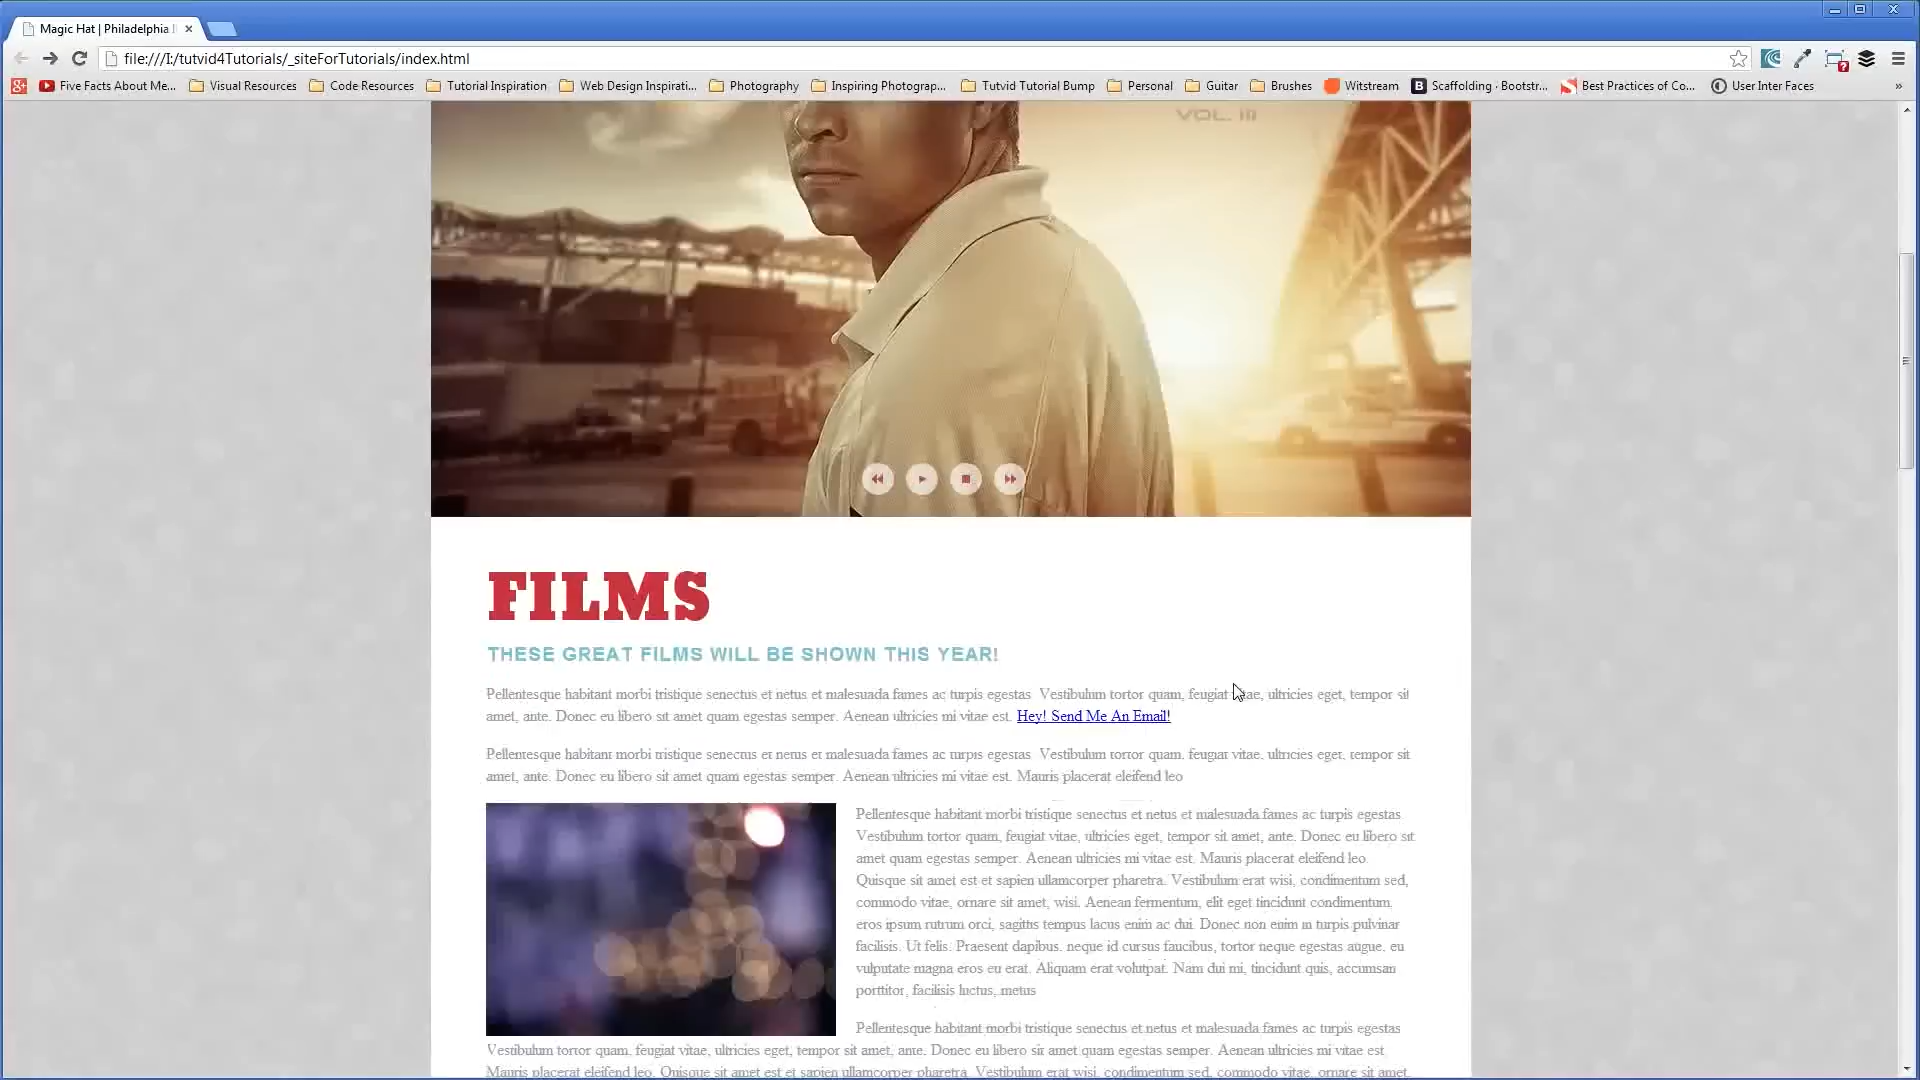 Magic Hat | Philadelphia
file:///I:/tutvid4Tutorials/_siteForTutorials/index.html
Five Facts About Me... Visual Resources Code Resources Tutorial Inspiration Web Design Inspirati... Photography Inspiring Photograp... Tutvid Tutorial Bump Personal Guitar Brushes Witstream B Scaffolding · Bootstr... Best Practices of Co... User Inter Faces »
VOL. III
FILMS
THESE GREAT FILMS WILL BE SHOWN THIS YEAR!
Pellentesque habitant morbi tristique senectus et netus et malesuada fames ac turpis egestas Vestibulum tortor quam, feugiat vitae, ultricies eget, tempor sit
amet, ante. Donec eu libero sit amet quam egestas semper. Aenean ultricies mi vitae est. Hey! Send Me An Email!
Pellentesque habitant morbi tristique senectus et netus et malesuada fames ac turpis egestas Vestibulum tortor quam, feugiat vitae, ultricies eget, tempor sit
amet, ante. Donec eu libero sit amet quam egestas semper. Aenean ultricies mi vitae est. Mauris placerat eleifend leo
Pellentesque habitant morbi tristique senectus et netus et malesuada fames ac turpis egestas
Vestibulum tortor quam, feugiat vitae, ultricies eget, tempor sit amet, ante. Donec eu libero sit
amet quam egestas semper. Aenean ultricies mi vitae est. Mauris placerat eleifend leo.
Quisque sit amet est et sapien ullamcorper pharetra. Vestibulum erat wisi, condimentum sed,
commodo vitae, ornare sit amet, wisi. Aenean fermentum, elit eget tincidunt condimentum,
eros ipsum rutrum orci, sagittis tempus lacus enim ac dui. Donec non enim in turpis pulvinar
facilisis. Ut felis. Praesent dapibus, neque id cursus faucibus, tortor neque egestas augue, eu
vulputate magna eros eu erat. Aliquam erat volutpat. Nam dui mi, tincidunt quis, accumsan
porttitor, facilisis luctus, metus
Pellentesque habitant morbi tristique senectus et netus et malesuada fames ac turpis egestas
Vestibulum tortor quam, feugiat vitae, ultricies eget, tempor sit amet, ante. Donec eu libero sit amet quam egestas semper. Aenean ultricies mi vitae est
Mauris placerat eleifend leo. Quisque sit amet est et sapien ullamcorper pharetra. Vestibulum erat wisi, condimentum sed, commodo vitae, ornare sit amet,